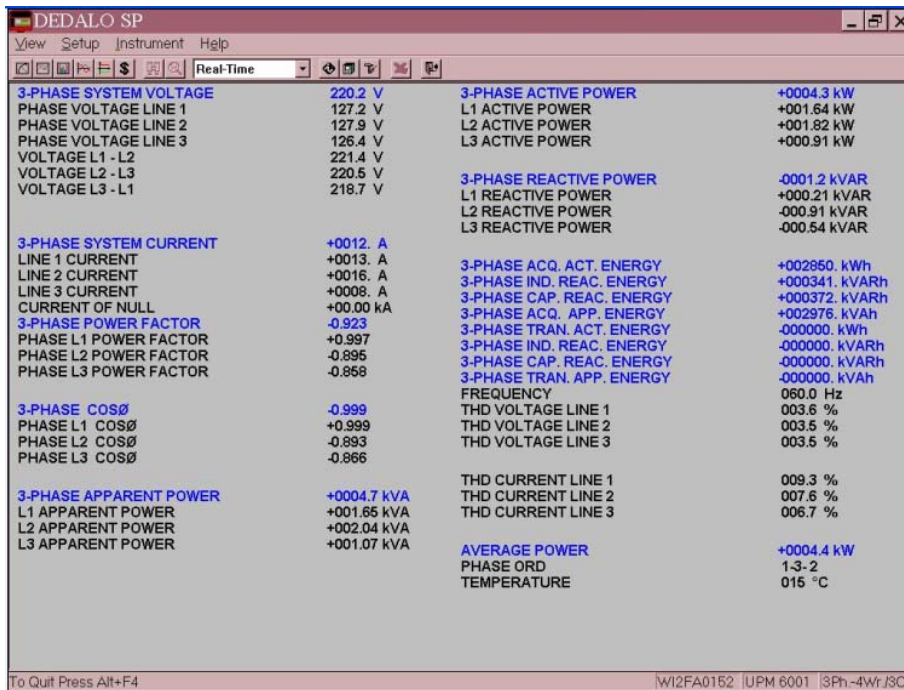 DEDALO SP
View Setup Instrument Help
$ Real-Time
3-PHASE SYSTEM VOLTAGE 220.2 V
PHASE VOLTAGE LINE 1 127.2 V
PHASE VOLTAGE LINE 2 127.9 V
PHASE VOLTAGE LINE 3 126.4 V
VOLTAGE L1 - L2 221.4 V
VOLTAGE L2 - L3 220.5 V
VOLTAGE L3 - L1 218.7 V
3-PHASE SYSTEM CURRENT +0012. A
LINE 1 CURRENT +0013. A
LINE 2 CURRENT +0016. A
LINE 3 CURRENT +0008. A
CURRENT OF NULL +00.00 kA
3-PHASE POWER FACTOR -0.923
PHASE L1 POWER FACTOR +0.997
PHASE L2 POWER FACTOR -0.895
PHASE L3 POWER FACTOR -0.858
3-PHASE COSØ -0.999
PHASE L1 COSØ +0.999
PHASE L2 COSØ -0.893
PHASE L3 COSØ -0.866
3-PHASE APPARENT POWER +0004.7 kVA
L1 APPARENT POWER +001.65 kVA
L2 APPARENT POWER +002.04 kVA
L3 APPARENT POWER +001.07 kVA
3-PHASE ACTIVE POWER +0004.3 kW
L1 ACTIVE POWER +001.64 kW
L2 ACTIVE POWER +001.82 kW
L3 ACTIVE POWER +000.91 kW
3-PHASE REACTIVE POWER -0001.2 kVAR
L1 REACTIVE POWER +000.21 kVAR
L2 REACTIVE POWER -000.91 kVAR
L3 REACTIVE POWER -000.54 kVAR
3-PHASE ACQ. ACT. ENERGY +002850. kWh
3-PHASE IND. REAC. ENERGY +000341. kVARh
3-PHASE CAP. REAC. ENERGY +000372. kVARh
3-PHASE ACQ. APP. ENERGY +002976. kVAh
3-PHASE TRAN. ACT. ENERGY -000000. kWh
3-PHASE IND. REAC. ENERGY -000000. kVARh
3-PHASE CAP. REAC. ENERGY -000000. kVARh
3-PHASE TRAN. APP. ENERGY -000000. kVAh
FREQUENCY 060.0 Hz
THD VOLTAGE LINE 1 003.6 %
THD VOLTAGE LINE 2 003.5 %
THD VOLTAGE LINE 3 003.5 %
THD CURRENT LINE 1 009.3 %
THD CURRENT LINE 2 007.6 %
THD CURRENT LINE 3 006.7 %
AVERAGE POWER +0004.4 kW
PHASE ORD 1-3-2
TEMPERATURE 015 °C
To Quit Press Alt+F4 WI2FA0152 UPM 6001 3Ph.-4Wr./3C